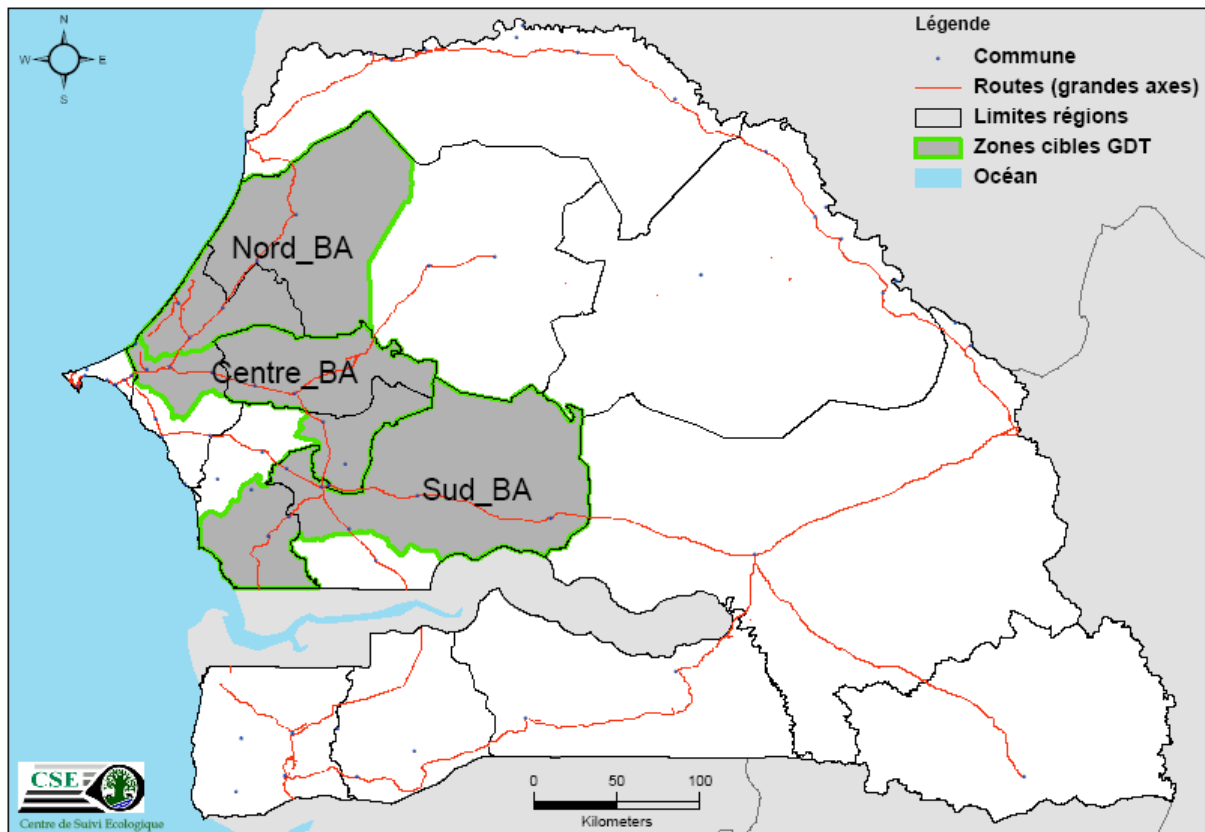 N
W
E
S
Légende
Commune
Routes (grandes axes)
Limites régions
Zones cibles GDT
Océan
Nord_BA
Centre_BA
Sud_BA
0 50 100
Kilometers
CSE
Centre de Suivi Ecologique